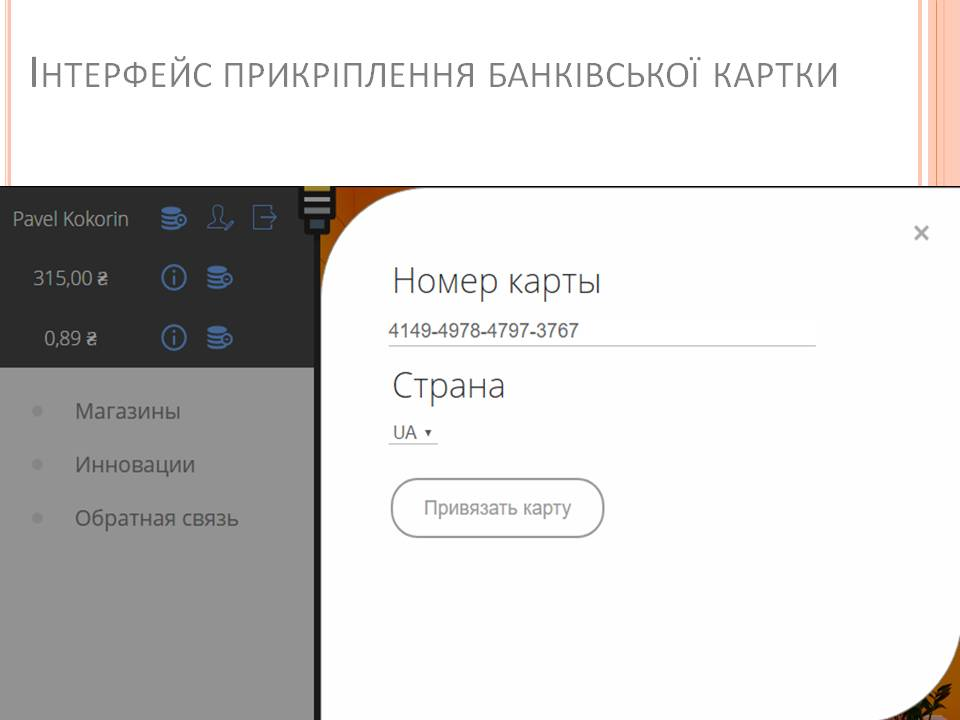 Інтерфейс прикріплення банківської картки
Pavel Kokorin
315,00 ₴
0,89 ₴
Магазины
Инновации
Обратная связь
×
Номер карты
4149-4978-4797-3767
Страна
UA ▾
Привязать карту